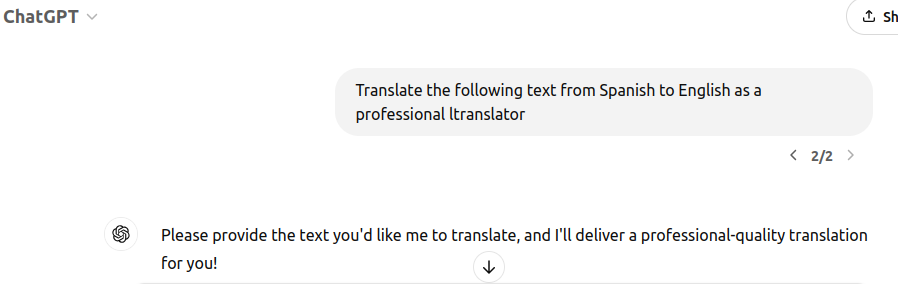 ChatGPT
Sh
Translate the following text from Spanish to English as a
professional ltranslator
2/2
Please provide the text you'd like me to translate, and I'll deliver a professional-quality translation
for you!